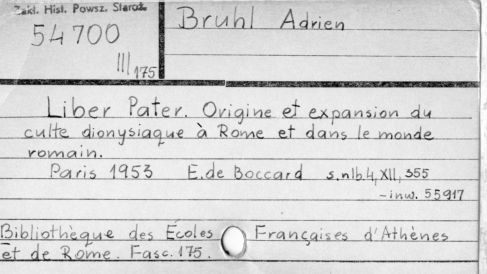 Zakł. Hist. Powsz. Staroż.
54700
III 175
Bruhl Adrien
Liber Pater. Origine et expansion du
culte dionysiaque à Rome et dans le monde
romain.
Paris 1953 E. de Boccard s. nlb. 4, XII, 355
- inw. 55917
Bibliothèque des Écoles Françaises d'Athènes
et de Rome. Fasc. 175.